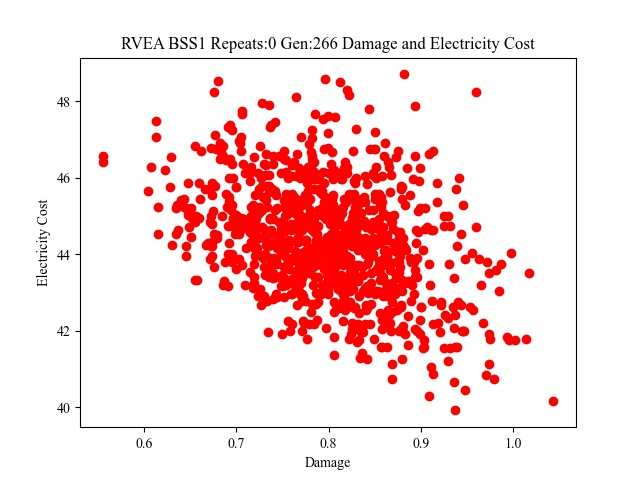 RVEA BSS1 Repeats:0 Gen:266 Damage and Electricity Cost
48
46
44
42
40
Electricity Cost
0.6 0.7 0.8 0.9 1.0
Damage